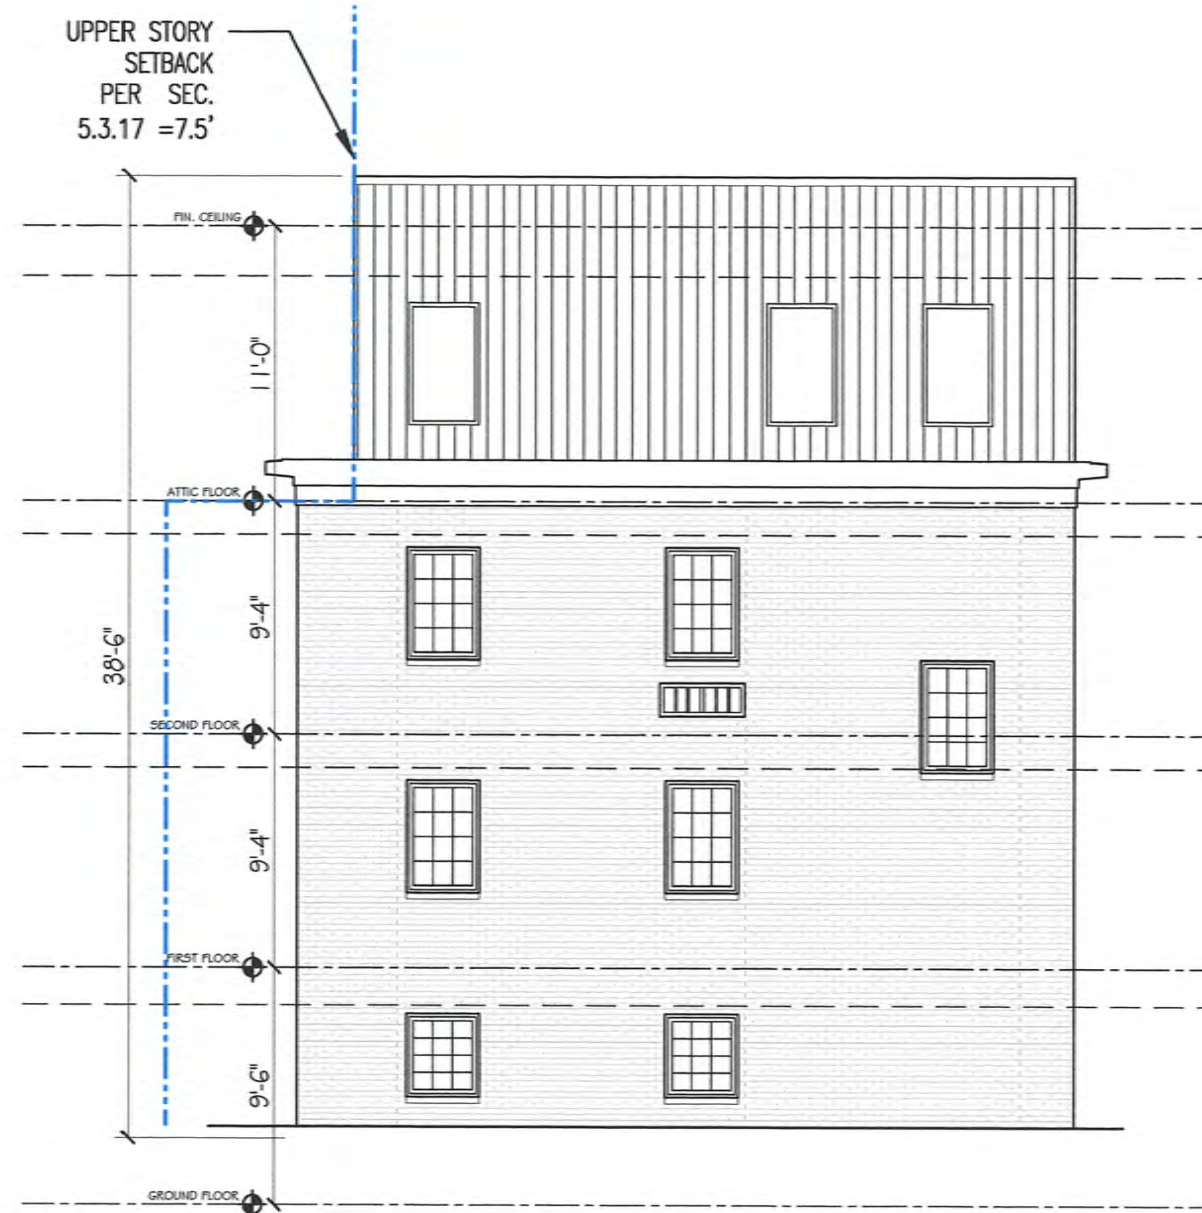 UPPER STORY
SETBACK
PER SEC.
5.3.17 =7.5'
FIN. CEILING
11'-0"
ATTIC FLOOR
9'-4"
38'-6"
SECOND FLOOR
9'-4"
FIRST FLOOR
9'-6"
GROUND FLOOR